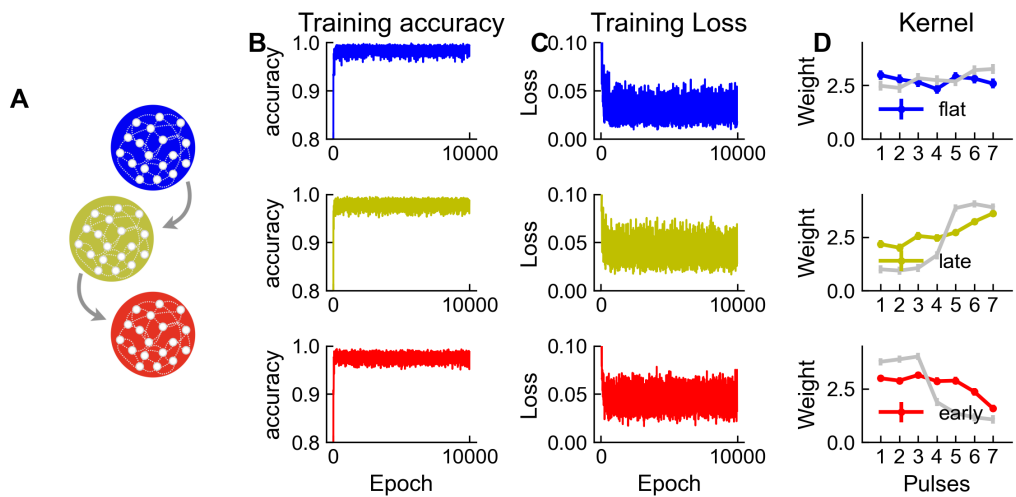 A
B
Training accuracy
accuracy
1.0
0.9
0.8
0
10000
C
Training Loss
Loss
0.10
0.05
0.00
0
10000
D
Kernel
Weight
2.5
0.0
flat
1 2 3 4 5 6 7
accuracy
1.0
0.9
0.8
0
10000
Loss
0.10
0.05
0.00
0
10000
Weight
2.5
0.0
late
1 2 3 4 5 6 7
accuracy
1.0
0.9
0.8
0
10000
Epoch
Loss
0.10
0.05
0.00
0
10000
Epoch
Weight
2.5
0.0
early
1 2 3 4 5 6 7
Pulses